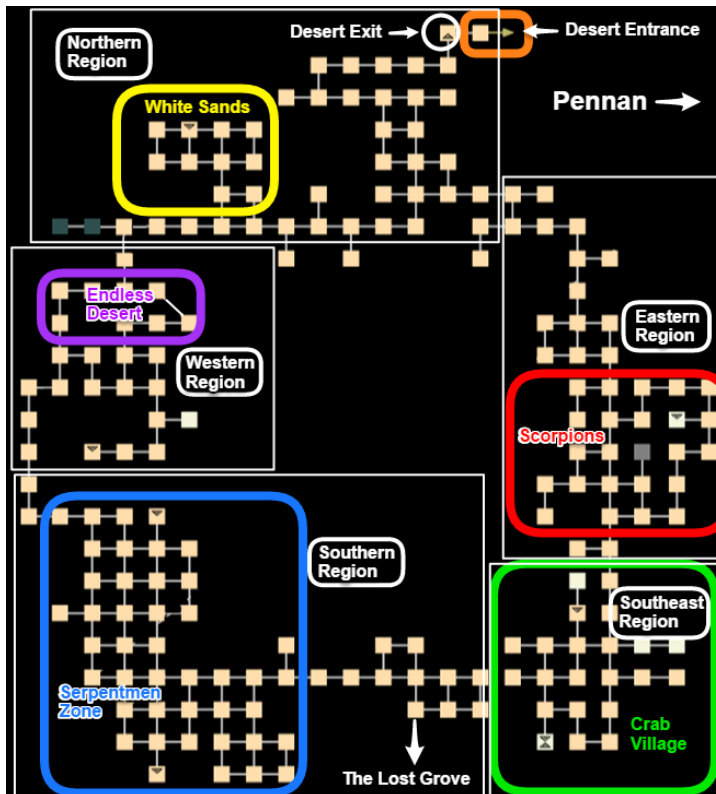 Northern
Region
Desert Exit
Desert Entrance
White Sands
Pennan
Endless
Desert
Western
Region
Eastern
Region
Scorpions
Southern
Region
Southeast
Region
Serpentmen
Zone
Crab
Village
The Lost Grove